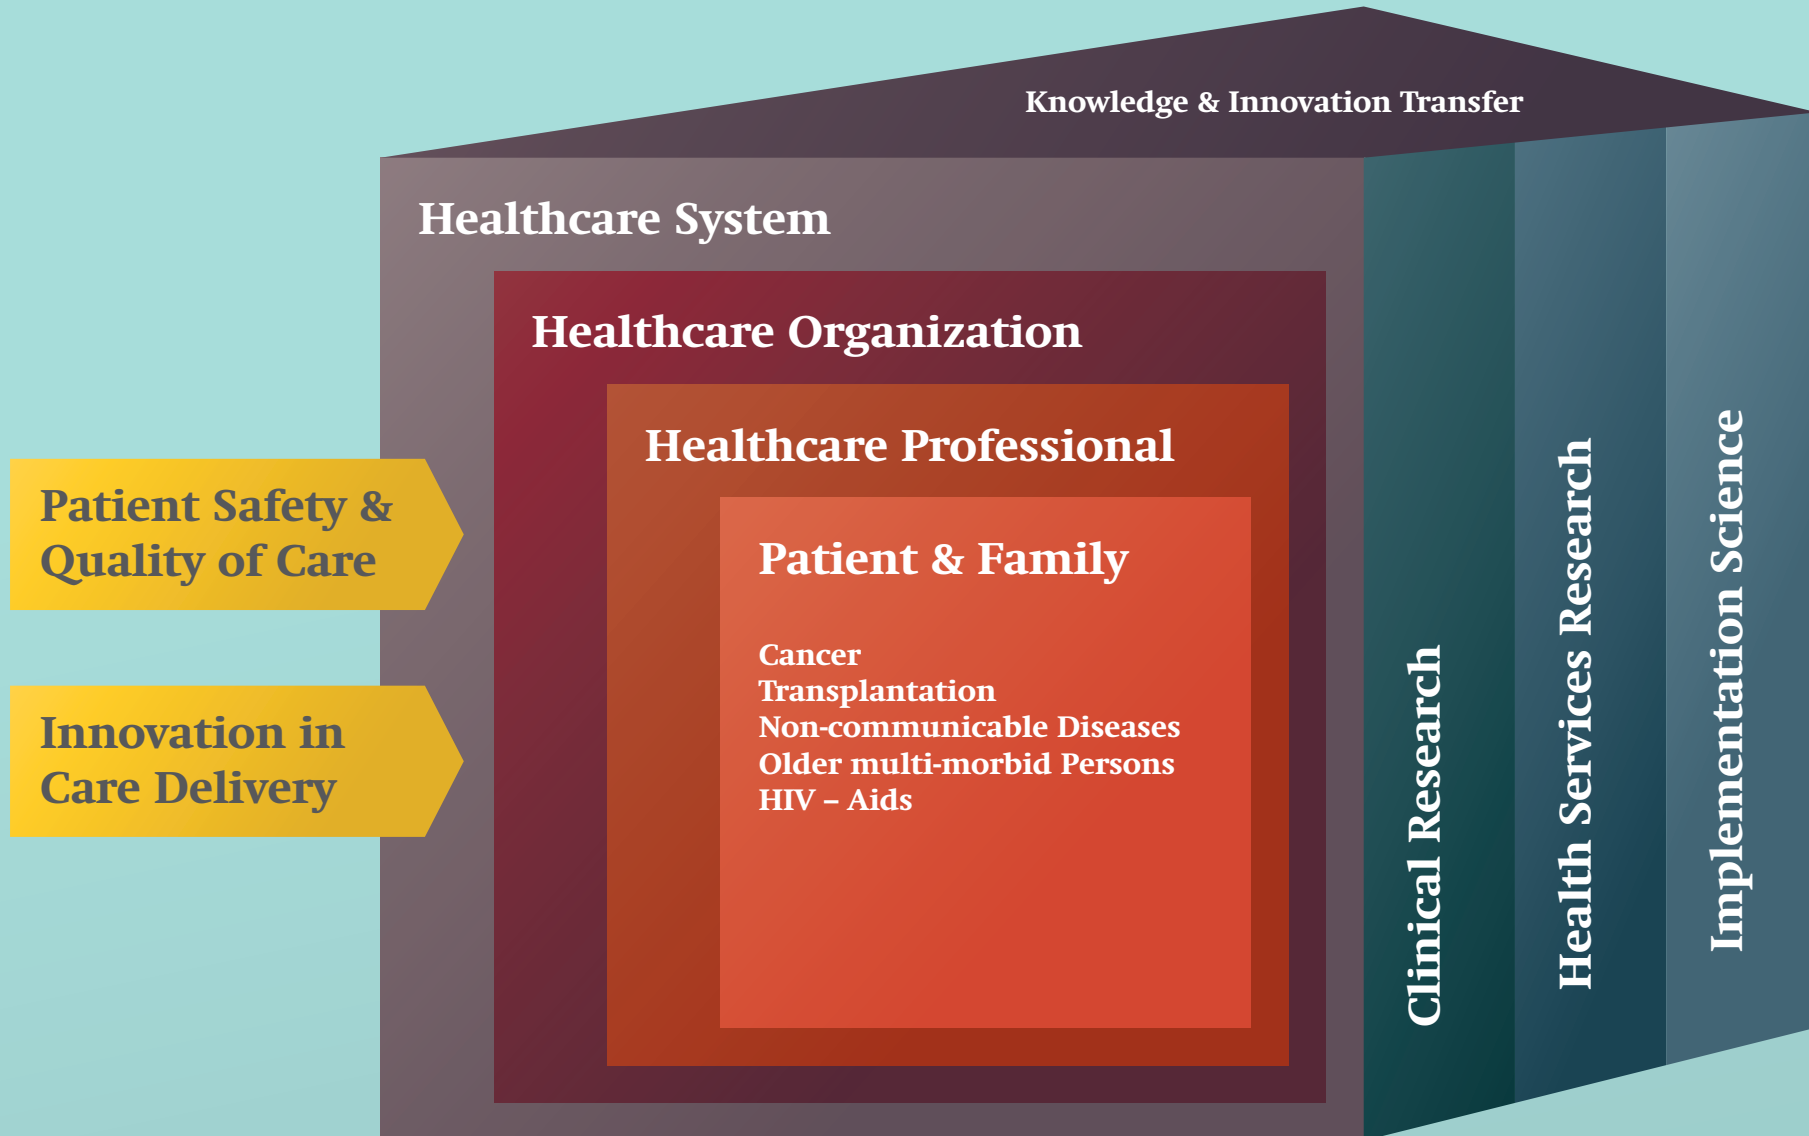 Knowledge & Innovation Transfer
Healthcare System
Healthcare Organization
Healthcare Professional
Patient & Family
Cancer
Transplantation
Non-communicable Diseases
Older multi-morbid Persons
HIV – Aids
Patient Safety &
Quality of Care
Innovation in
Care Delivery
Clinical Research
Health Services Research
Implementation Science